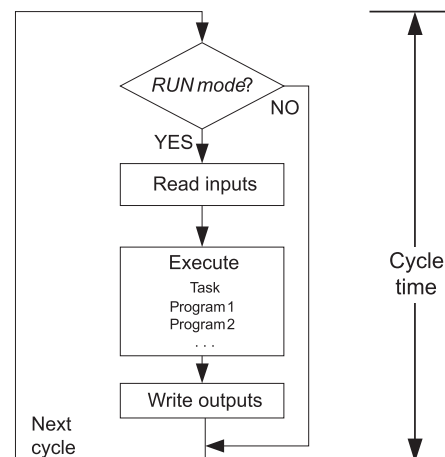 RUN mode?
NO
YES
Read inputs
Execute
Task
Program 1
Program 2
. . .
Cycle
time
Write outputs
Next
cycle